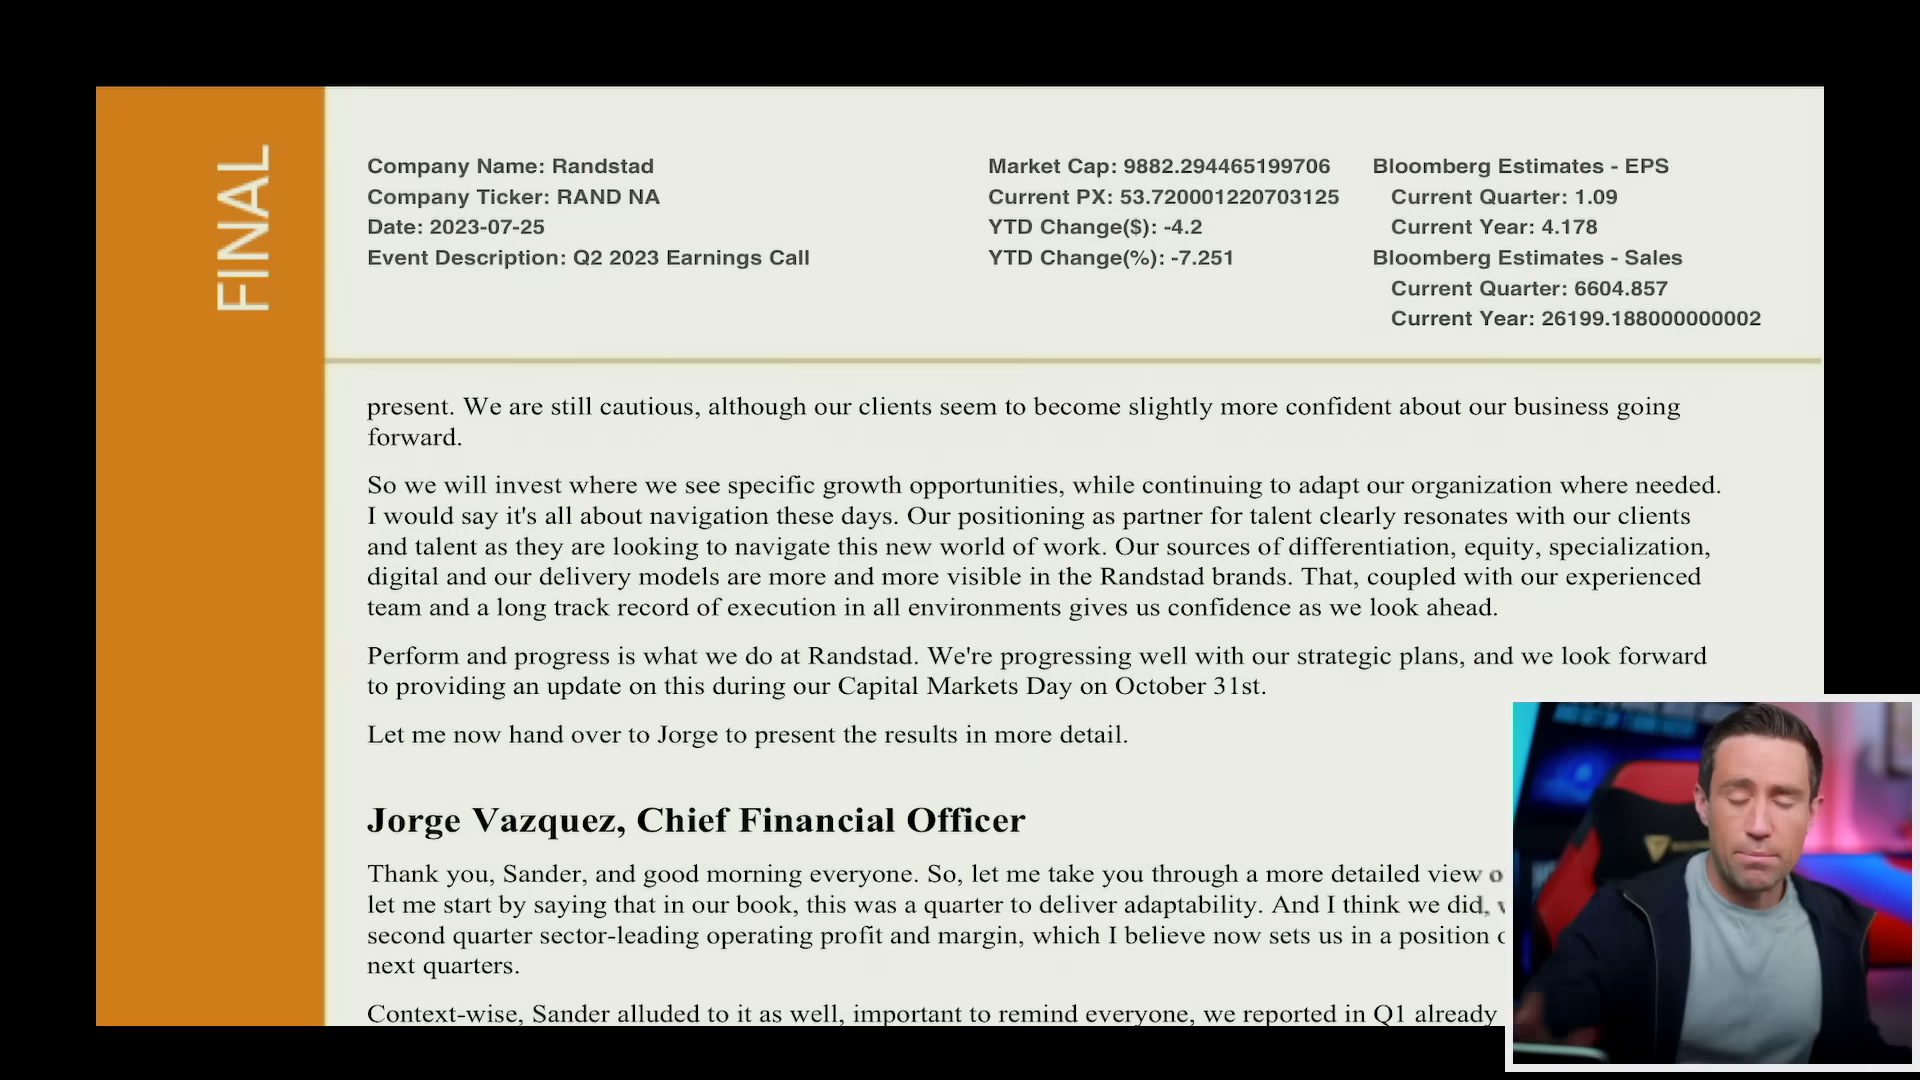 FINAL
Company Name: Randstad
Company Ticker: RAND NA
Date: 2023-07-25
Event Description: Q2 2023 Earnings Call
Market Cap: 9882.294465199706
Current PX: 53.720001220703125
YTD Change($): -4.2
YTD Change(%): -7.251
Bloomberg Estimates - EPS
Current Quarter: 1.09
Current Year: 4.178
Bloomberg Estimates - Sales
Current Quarter: 6604.857
Current Year: 26199.188000000002
present. We are still cautious, although our clients seem to become slightly more confident about our business going
forward.
So we will invest where we see specific growth opportunities, while continuing to adapt our organization where needed.
I would say it's all about navigation these days. Our positioning as partner for talent clearly resonates with our clients
and talent as they are looking to navigate this new world of work. Our sources of differentiation, equity, specialization,
digital and our delivery models are more and more visible in the Randstad brands. That, coupled with our experienced
team and a long track record of execution in all environments gives us confidence as we look ahead.
Perform and progress is what we do at Randstad. We're progressing well with our strategic plans, and we look forward
to providing an update on this during our Capital Markets Day on October 31st.
Let me now hand over to Jorge to present the results in more detail.
Jorge Vazquez, Chief Financial Officer
Thank you, Sander, and good morning everyone. So, let me take you through a more detailed view
let me start by saying that in our book, this was a quarter to deliver adaptability. And I think we did,
second quarter sector-leading operating profit and margin, which I believe now sets us in a position
next quarters.
Context-wise, Sander alluded to it as well, important to remind everyone, we reported in Q1 already